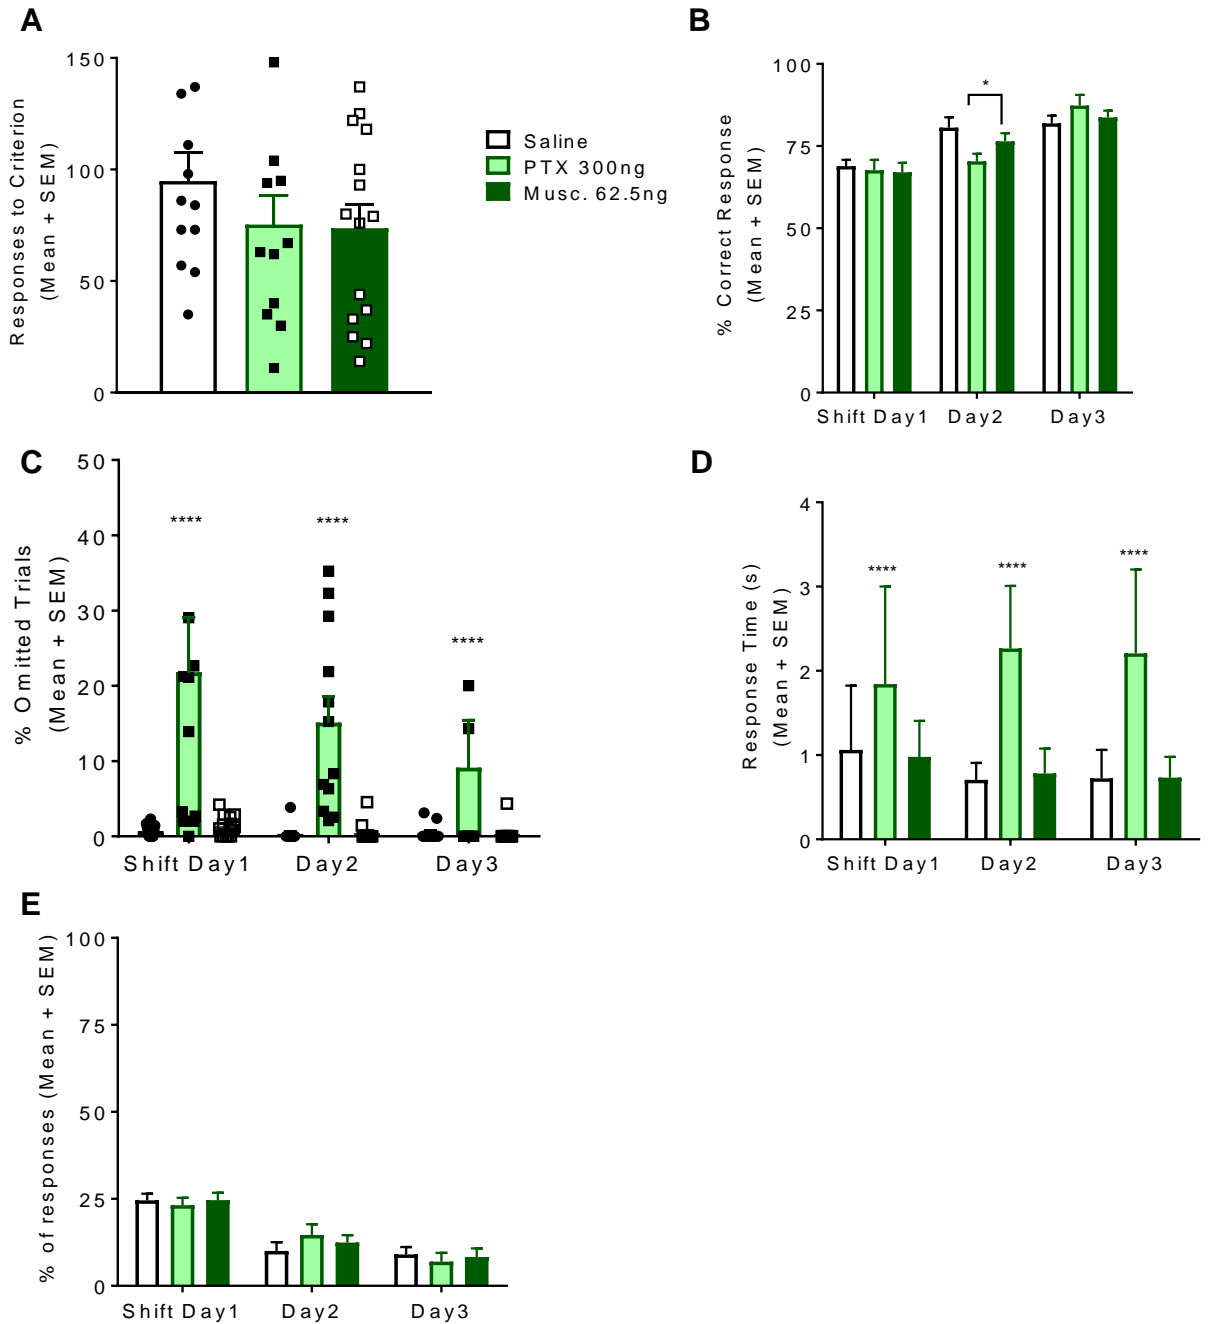 A
150
100
50
0
Responses to Criterion
(Mean + SEM)
Saline
PTX 300ng
Musc. 62.5ng
B
100
75
50
25
0
% Correct Response
(Mean + SEM)
*
Shift Day1 Day2 Day3
C
50
40
30
20
10
0
% Omitted Trials
(Mean + SEM)
**** **** ****
Shift Day1 Day2 Day3
D
4
3
2
1
0
Response Time (s)
(Mean + SEM)
**** **** ****
Shift Day1 Day2 Day3
E
100
75
50
25
0
% of responses (Mean + SEM)
Shift Day1 Day2 Day3